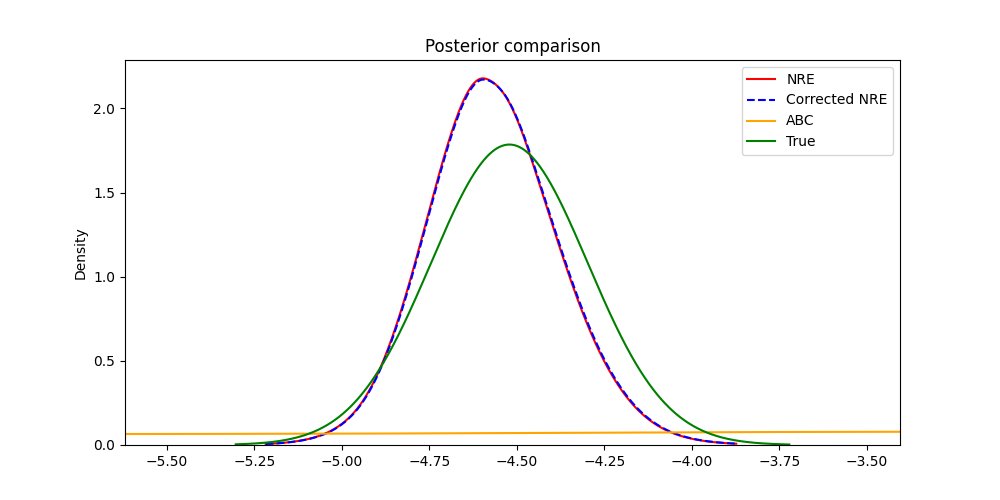 Posterior comparison
NRE
Corrected NRE
ABC
True
Density
2.0
1.5
1.0
0.5
0.0
−5.50 −5.25 −5.00 −4.75 −4.50 −4.25 −4.00 −3.75 −3.50